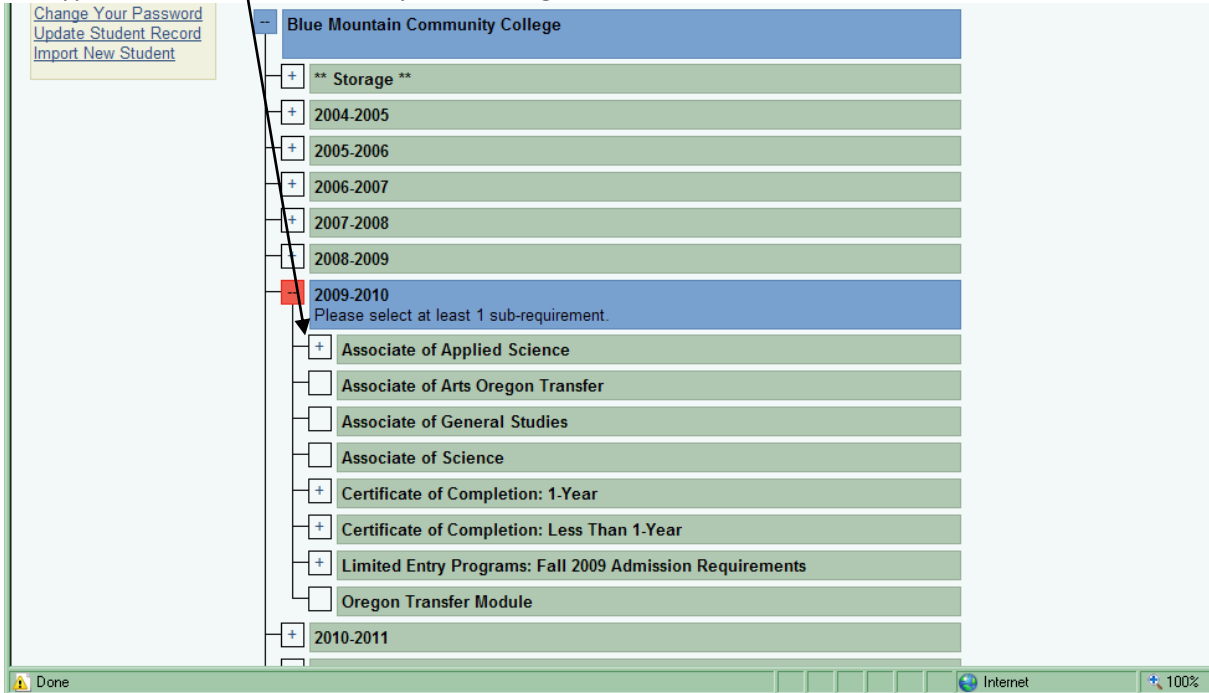 Change Your Password
Update Student Record
Import New Student
-- Blue Mountain Community College
+ ** Storage **
+ 2004-2005
+ 2005-2006
+ 2006-2007
+ 2007-2008
+ 2008-2009
-- 2009-2010
Please select at least 1 sub-requirement.
+ Associate of Applied Science
Associate of Arts Oregon Transfer
Associate of General Studies
Associate of Science
+ Certificate of Completion: 1-Year
+ Certificate of Completion: Less Than 1-Year
+ Limited Entry Programs: Fall 2009 Admission Requirements
Oregon Transfer Module
+ 2010-2011
Done Internet 100%